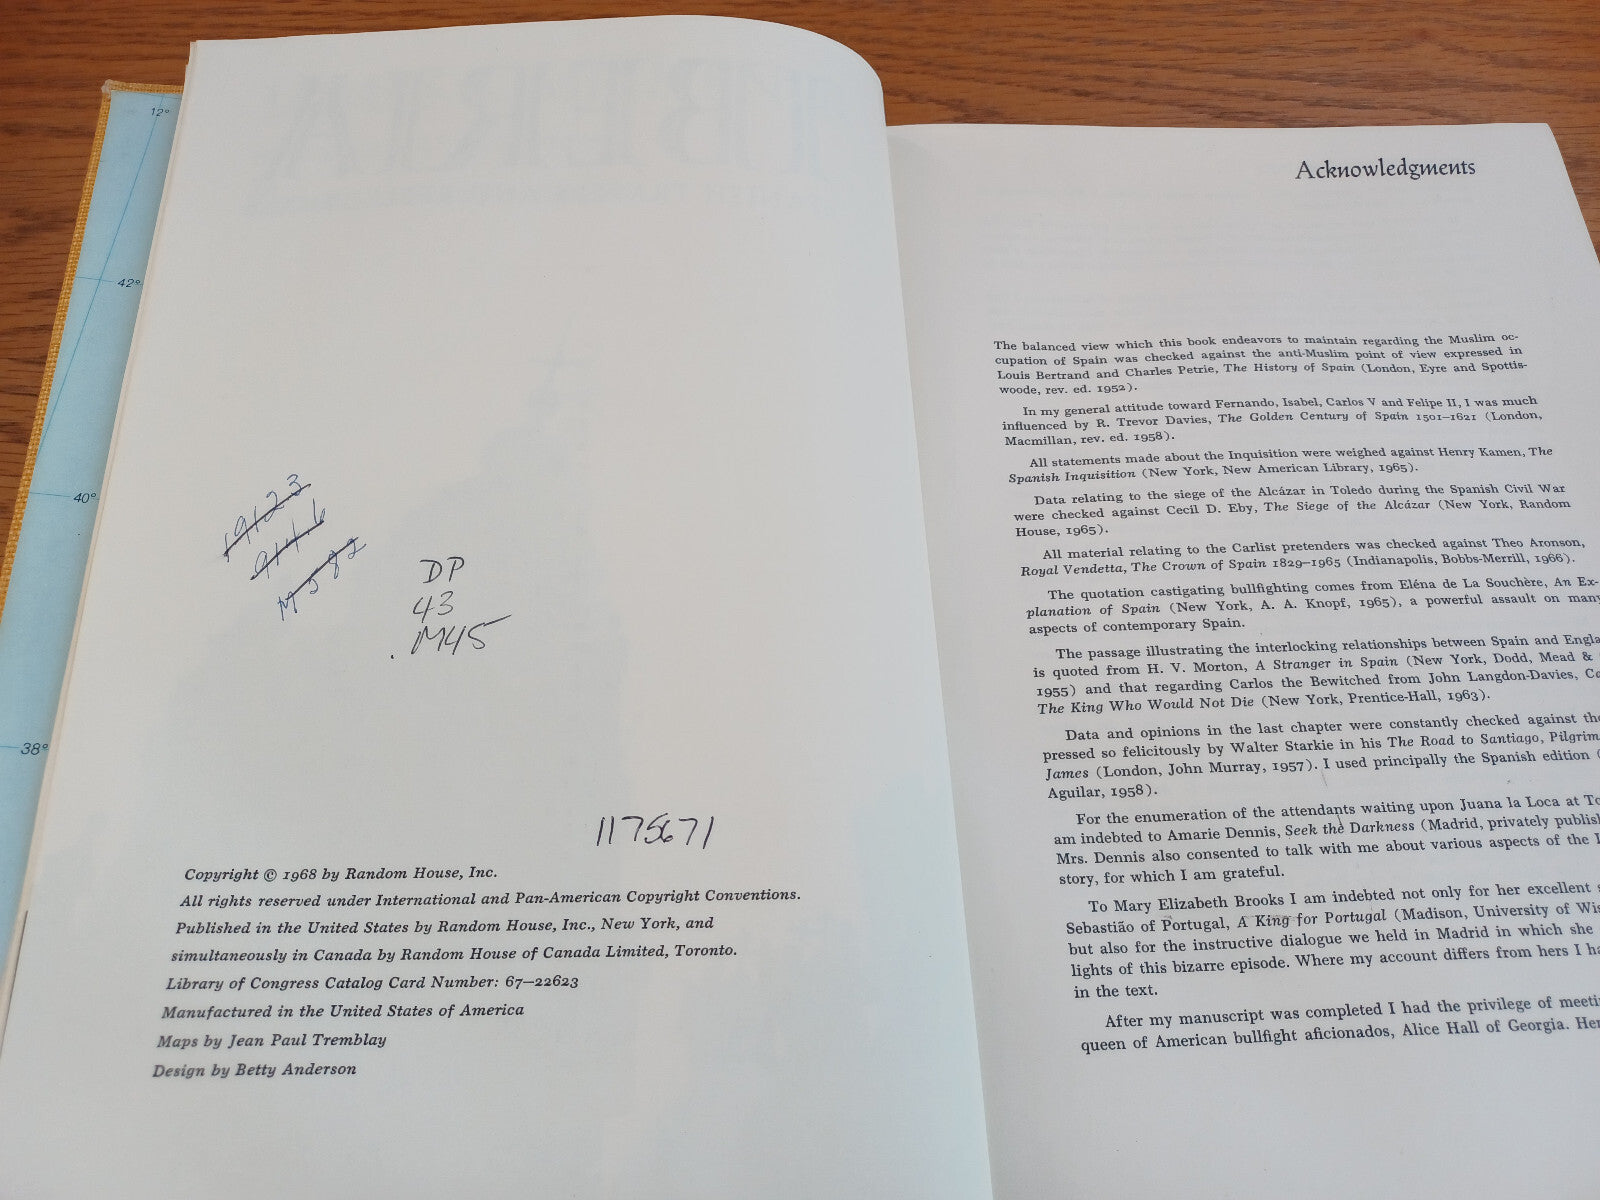 12°
42°
40°
38°
19123
9146
M582
DP
43
.M45
1175671
Copyright © 1968 by Random House, Inc.
All rights reserved under International and Pan-American Copyright Conventions.
Published in the United States by Random House, Inc., New York, and
simultaneously in Canada by Random House of Canada Limited, Toronto.
Library of Congress Catalog Card Number: 67–22623
Manufactured in the United States of America
Maps by Jean Paul Tremblay
Design by Betty Anderson
Acknowledgments
The balanced view which this book endeavors to maintain regarding the Muslim oc-
cupation of Spain was checked against the anti-Muslim point of view expressed in
Louis Bertrand and Charles Petrie, The History of Spain (London, Eyre and Spottis-
woode, rev. ed. 1952).
In my general attitude toward Fernando, Isabel, Carlos V and Felipe II, I was much
influenced by R. Trevor Davies, The Golden Century of Spain 1501–1621 (London,
Macmillan, rev. ed. 1958).
All statements made about the Inquisition were weighed against Henry Kamen, The
Spanish Inquisition (New York, New American Library, 1965).
Data relating to the siege of the Alcázar in Toledo during the Spanish Civil War
were checked against Cecil D. Eby, The Siege of the Alcázar (New York, Random
House, 1965).
All material relating to the Carlist pretenders was checked against Theo Aronson,
Royal Vendetta, The Crown of Spain 1829–1965 (Indianapolis, Bobbs-Merrill, 1966).
The quotation castigating bullfighting comes from Eléna de La Souchère, An Ex-
planation of Spain (New York, A. A. Knopf, 1965), a powerful assault on many
aspects of contemporary Spain.
The passage illustrating the interlocking relationships between Spain and Engla
is quoted from H. V. Morton, A Stranger in Spain (New York, Dodd, Mead &
1955) and that regarding Carlos the Bewitched from John Langdon-Davies, Ca
The King Who Would Not Die (New York, Prentice-Hall, 1963).
Data and opinions in the last chapter were constantly checked against tho
pressed so felicitously by Walter Starkie in his The Road to Santiago, Pilgrim
James (London, John Murray, 1957). I used principally the Spanish edition (
Aguilar, 1958).
For the enumeration of the attendants waiting upon Juana la Loca at To
am indebted to Amarie Dennis, Seek the Darkness (Madrid, privately publish
Mrs. Dennis also consented to talk with me about various aspects of the
story, for which I am grateful.
To Mary Elizabeth Brooks I am indebted not only for her excellent s
Sebastião of Portugal, A King for Portugal (Madison, University of Wis
but also for the instructive dialogue we held in Madrid in which she
lights of this bizarre episode. Where my account differs from hers I ha
in the text.
After my manuscript was completed I had the privilege of meeti
queen of American bullfight aficionados, Alice Hall of Georgia. Her